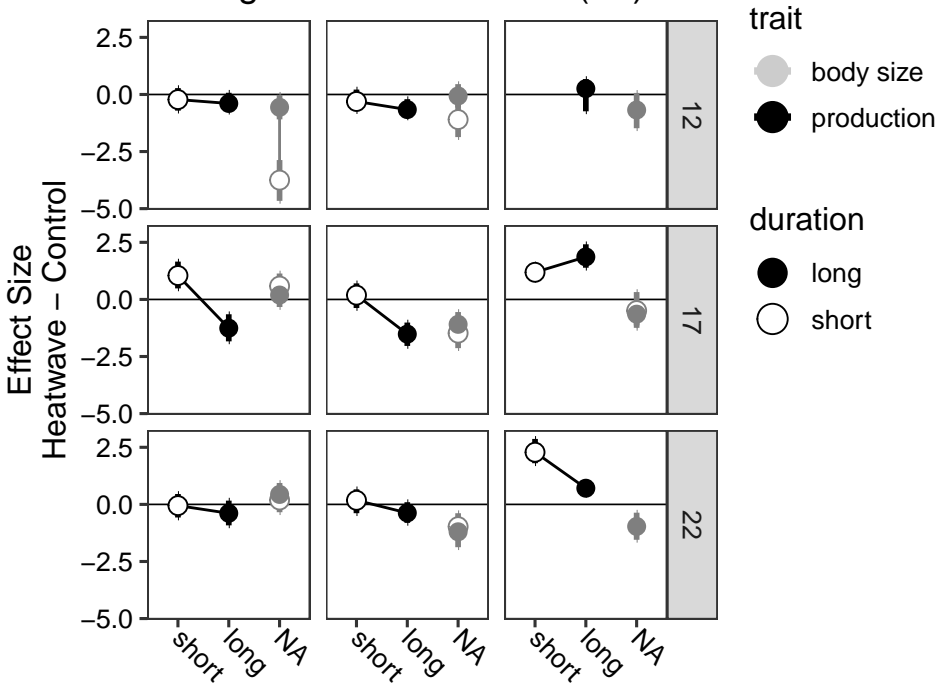 trait
body size
production
duration
long
short
Effect Size
Heatwave − Control
2.5
0.0
−2.5
−5.0
12
2.5
0.0
−2.5
−5.0
17
2.5
0.0
−2.5
−5.0
22
short long NA short long NA short long NA